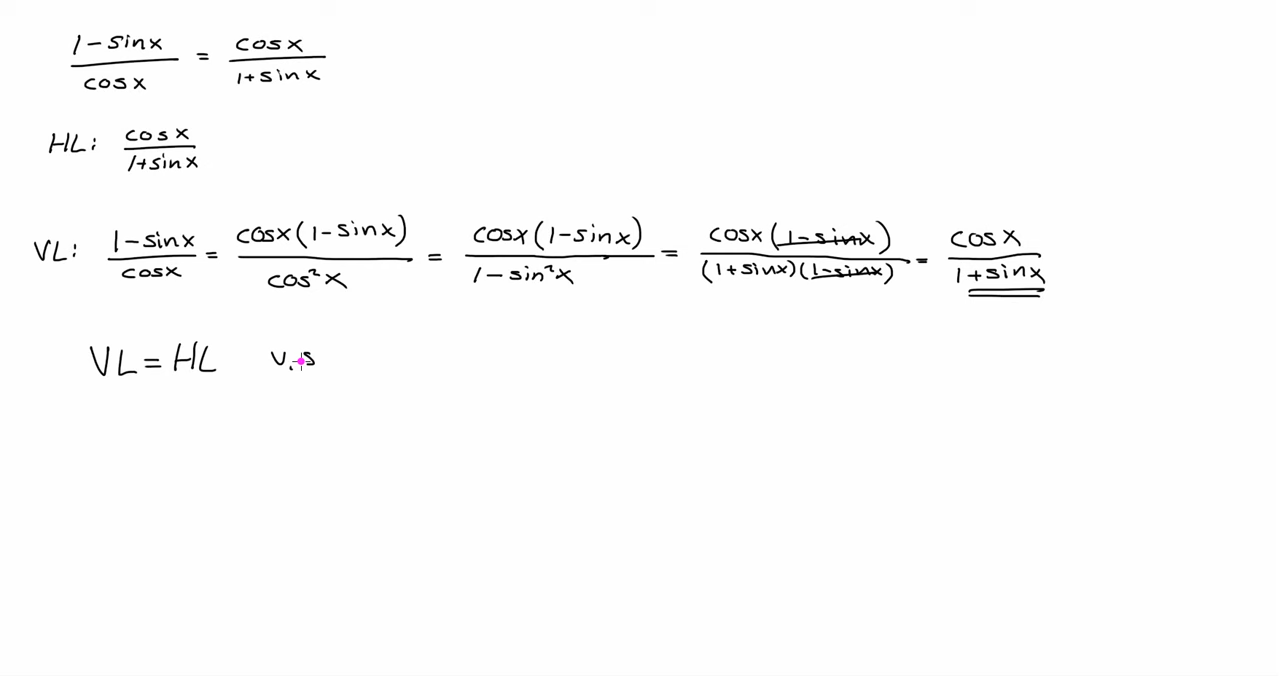 (1-sinx)/cosx = cosx/(1+sinx)
HL: cosx/(1+sinx)
VL: (1-sinx)/cosx = cosx(1-sinx)/cos²x = cosx(1-sinx)/(1-sin²x) = cosx(1-sinx)/((1+sinx)(1-sinx)) = cosx/(1+sinx)
VL = HL v.s